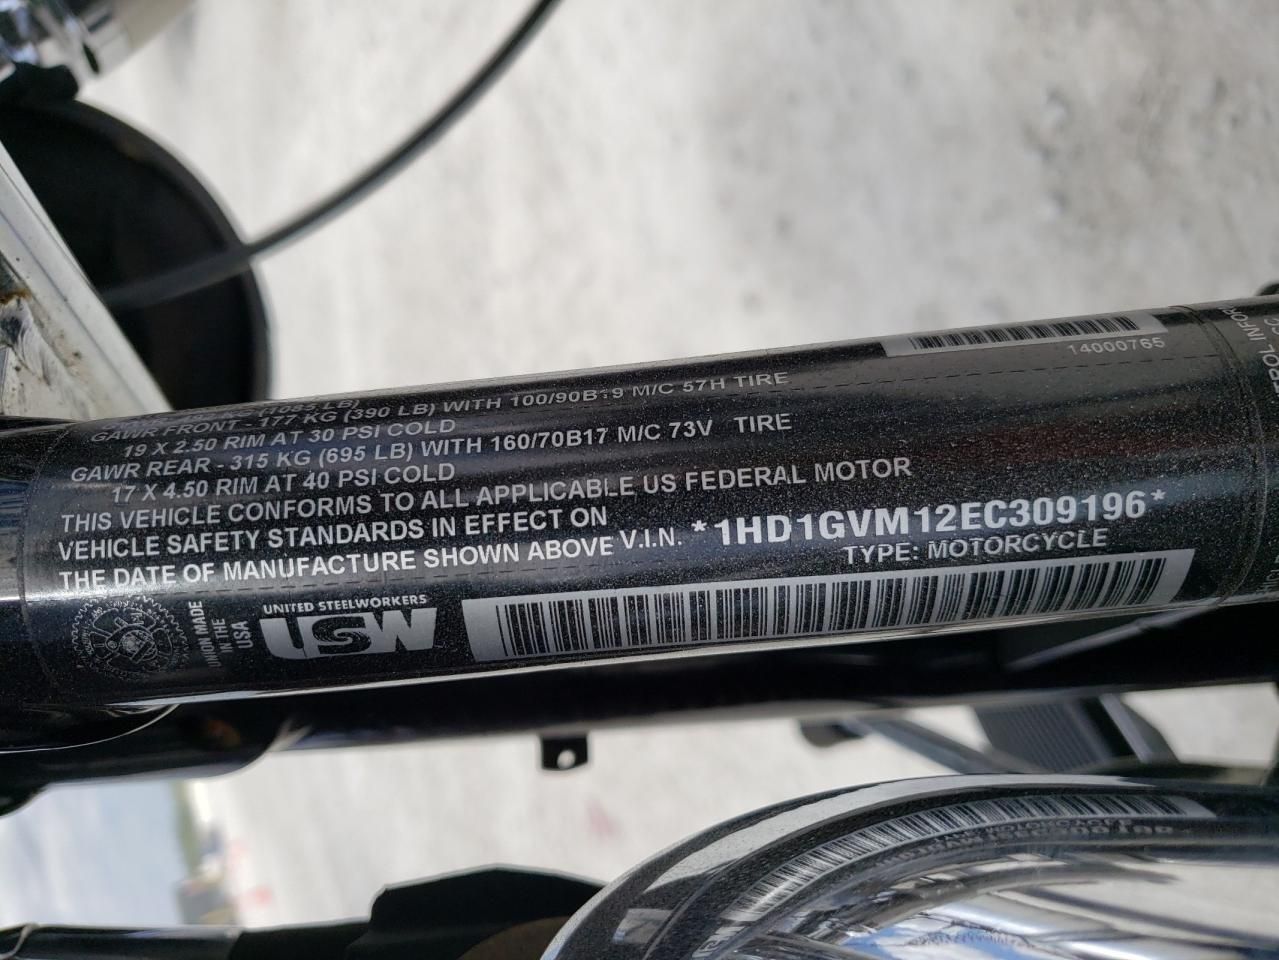 14000765
(1085 LB)
GAWR FRONT - 177 KG (390 LB) WITH 100/90B19 M/C 57H TIRE
19 X 2.50 RIM AT 30 PSI COLD
GAWR REAR - 315 KG (695 LB) WITH 160/70B17 M/C 73V TIRE
17 X 4.50 RIM AT 40 PSI COLD
THIS VEHICLE CONFORMS TO ALL APPLICABLE US FEDERAL MOTOR
VEHICLE SAFETY STANDARDS IN EFFECT ON
THE DATE OF MANUFACTURE SHOWN ABOVE V.I.N. *1HD1GVM12EC309196*
TYPE: MOTORCYCLE
UNION MADE
IN THE
USA
UNITED STEELWORKERS
USW